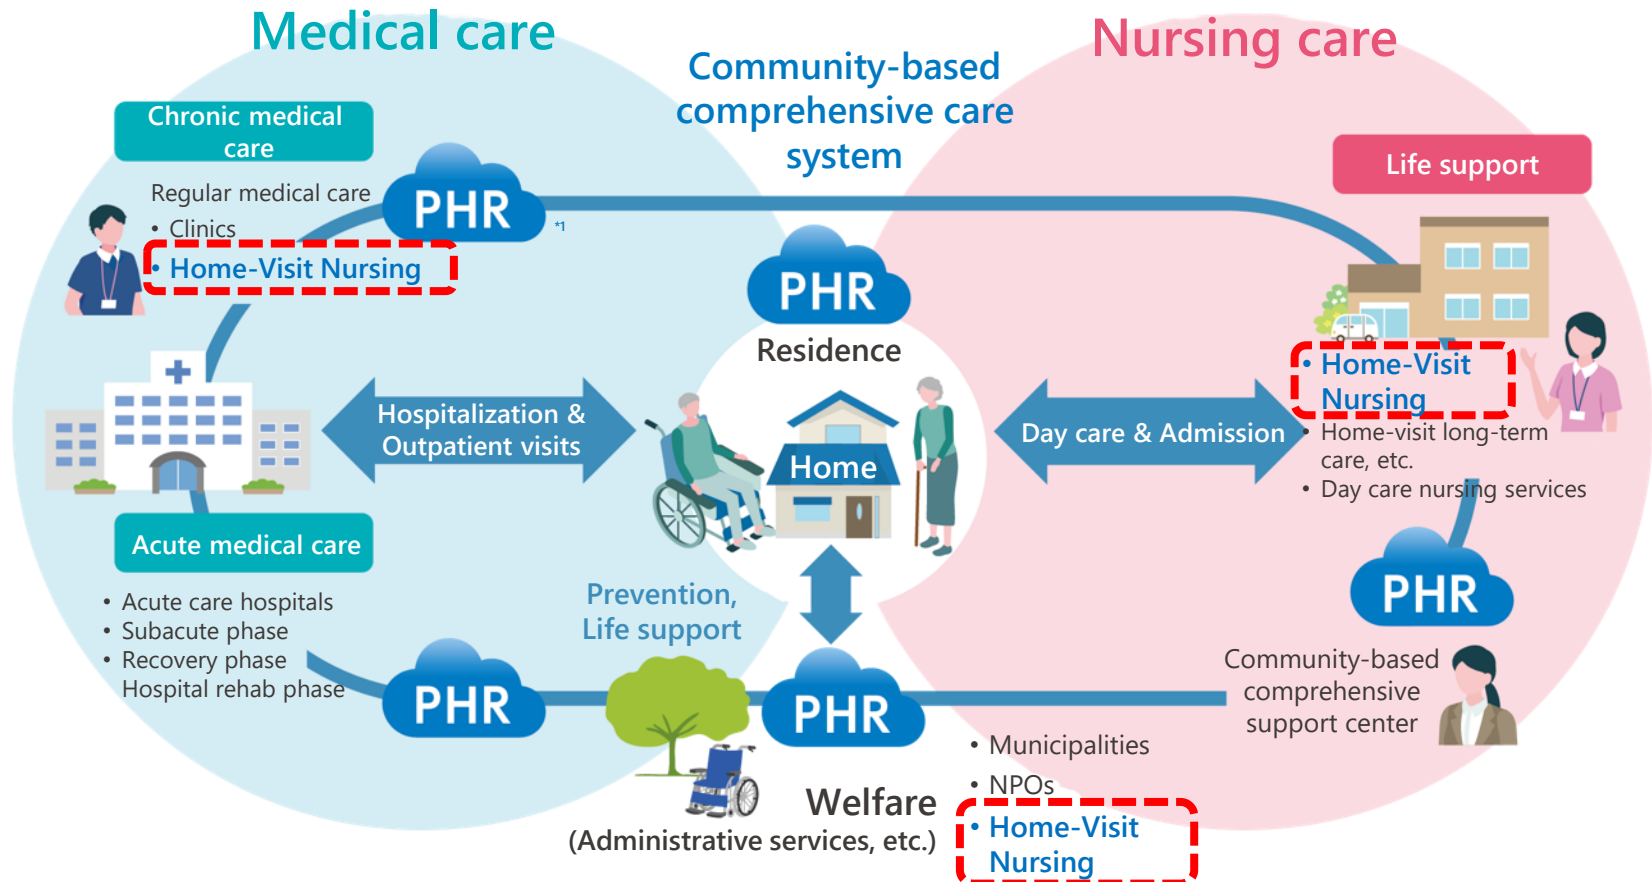 Medical care
Nursing care
Community-based
comprehensive care
system
Chronic medical
care
Regular medical care
• Clinics
• Home-Visit Nursing
PHR
*1
PHR
Residence
Life support
Hospitalization &
Outpatient visits
Home
Day care & Admission
• Home-Visit
Nursing
• Home-visit long-term
care, etc.
• Day care nursing services
Acute medical care
• Acute care hospitals
• Subacute phase
• Recovery phase
Hospital rehab phase
Prevention,
Life support
PHR
PHR
PHR
Community-based
comprehensive
support center
Welfare
(Administrative services, etc.)
• Municipalities
• NPOs
• Home-Visit
Nursing